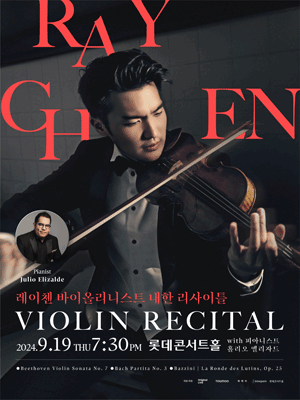 RAY
CHEN
Pianist
Julio Elizalde
레이첸 바이올리니스트 내한 리사이틀
VIOLIN RECITAL
2024.9.19 THU 7:30PM 롯데콘서트홀 with 피아니스트
훌리오 엘리자드
●Beethoven Violin Sonata No. 7 ●Bach Partita No. 3 ●Bazzini | La Ronde des Lutins, Op. 25